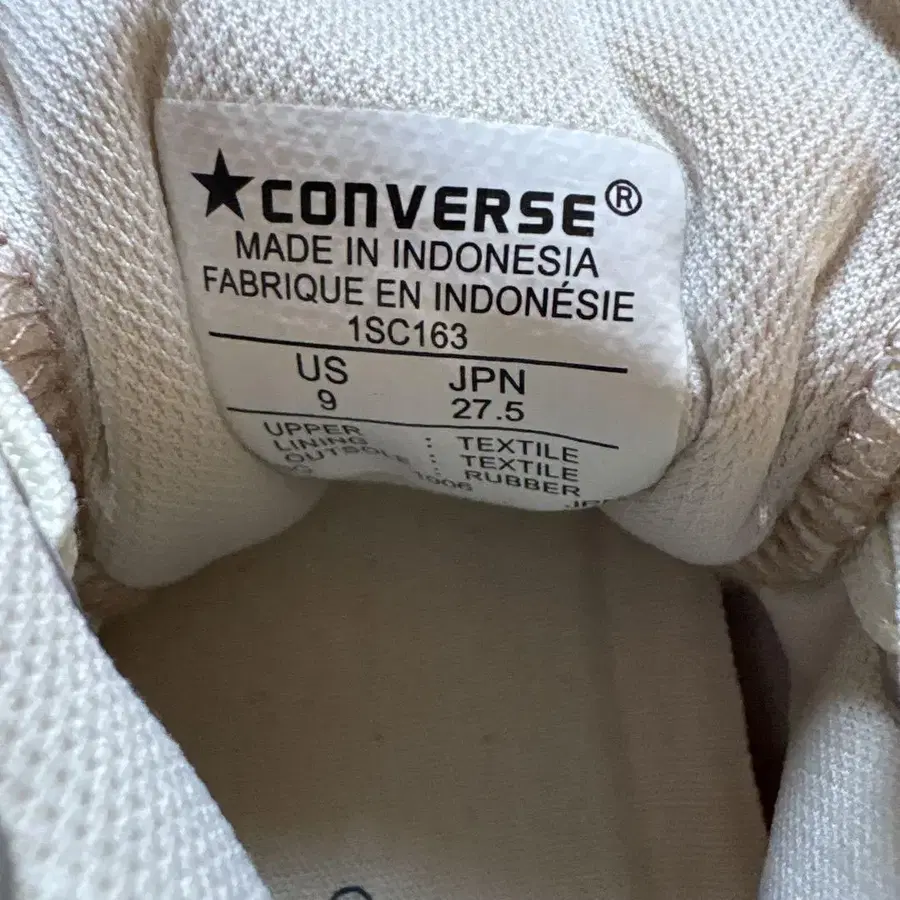 ★CONVERSE®
MADE IN INDONESIA
FABRIQUE EN INDONÉSIE
1SC163
US JPN
9 27.5
UPPER : TEXTILE
LINING : TEXTILE
OUTSOLE : RUBBER
1906